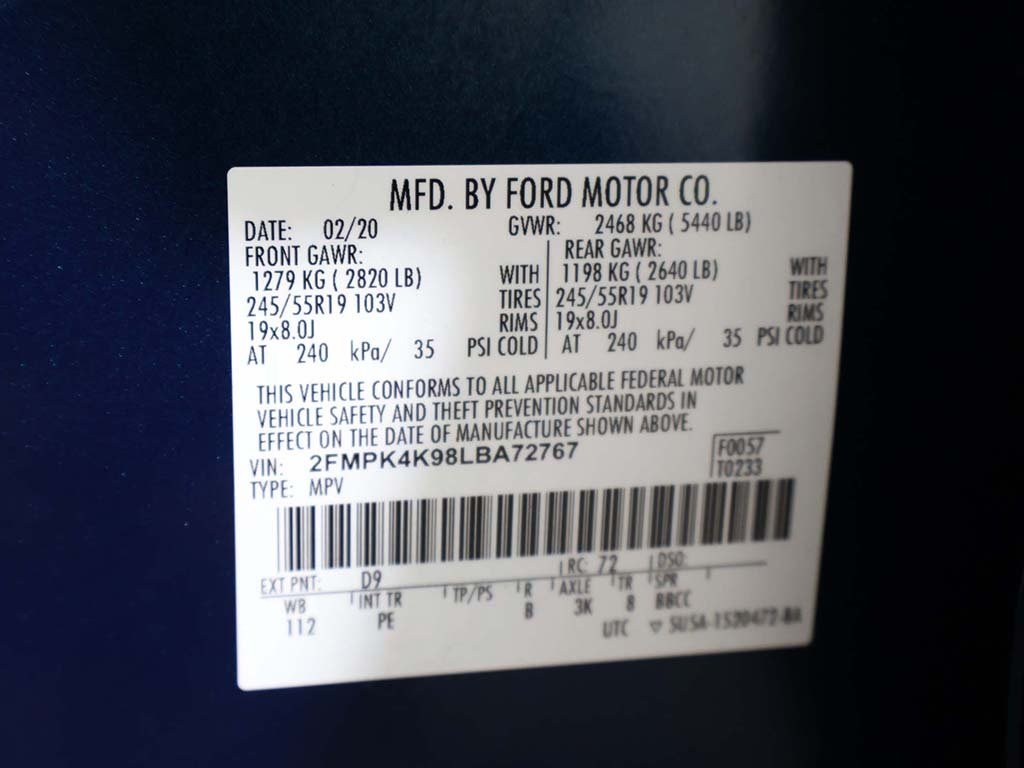 MFD. BY FORD MOTOR CO.
DATE: 02/20 GVWR: 2468 KG ( 5440 LB)
FRONT GAWR: REAR GAWR:
1279 KG ( 2820 LB) WITH 1198 KG ( 2640 LB) WITH
245/55R19 103V TIRES 245/55R19 103V TIRES
19x8.0J RIMS 19x8.0J RIMS
AT 240 kPa/ 35 PSI COLD AT 240 kPa/ 35 PSI COLD
THIS VEHICLE CONFORMS TO ALL APPLICABLE FEDERAL MOTOR
VEHICLE SAFETY AND THEFT PREVENTION STANDARDS IN
EFFECT ON THE DATE OF MANUFACTURE SHOWN ABOVE.
VIN: 2FMPK4K98LBA72767 F0057
TYPE: MPV T0233
EXT PNT: D9 RC: 72 DSO:
WB INT TR TP/PS R AXLE TR SPR
112 PE B 3K 8 BBCC
UTC ▽ 5U5A-1520472-BA